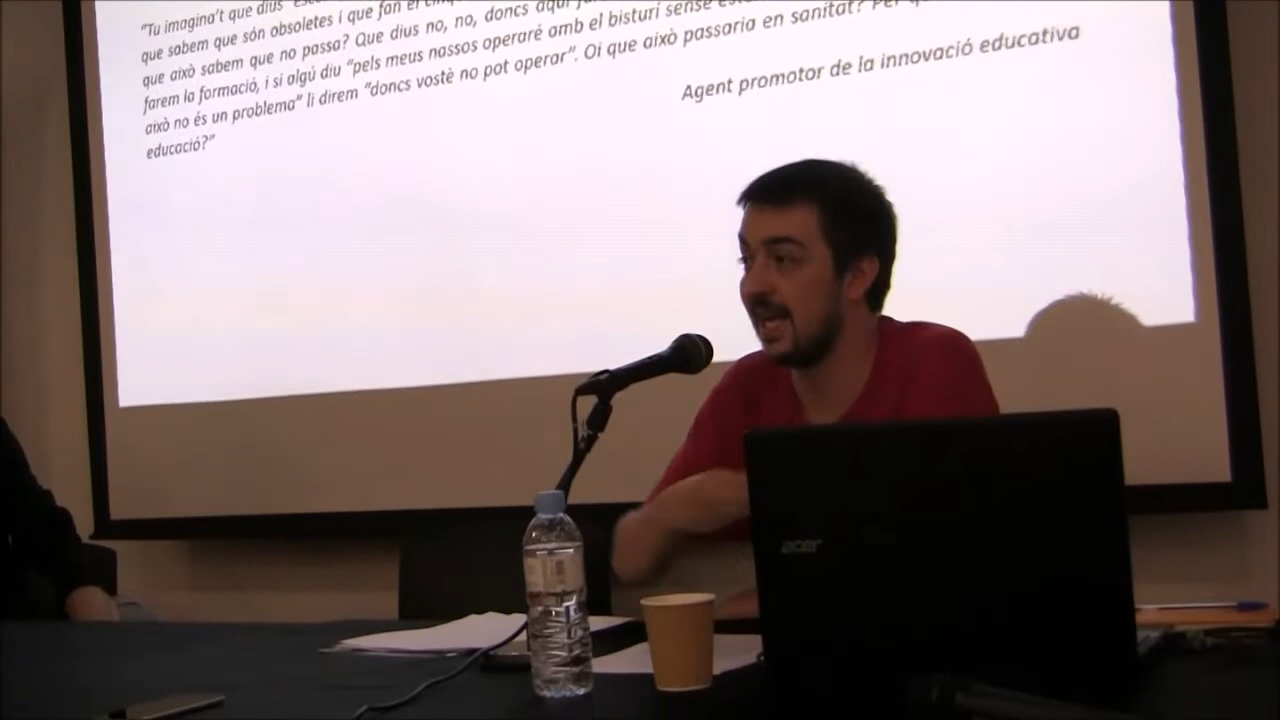 "Tu imagina't que dius
que sabem que són obsoletes i que fan el
que això sabem que no passa? Que dius no, no, doncs aquí
farem la formació, i si algú diu "pels meus nassos operaré amb el bisturí sense
això no és un problema" li direm "doncs vostè no pot operar". Oi que això passaria en sanitat? Per
educació?"
Agent promotor de la innovació educativa
acer